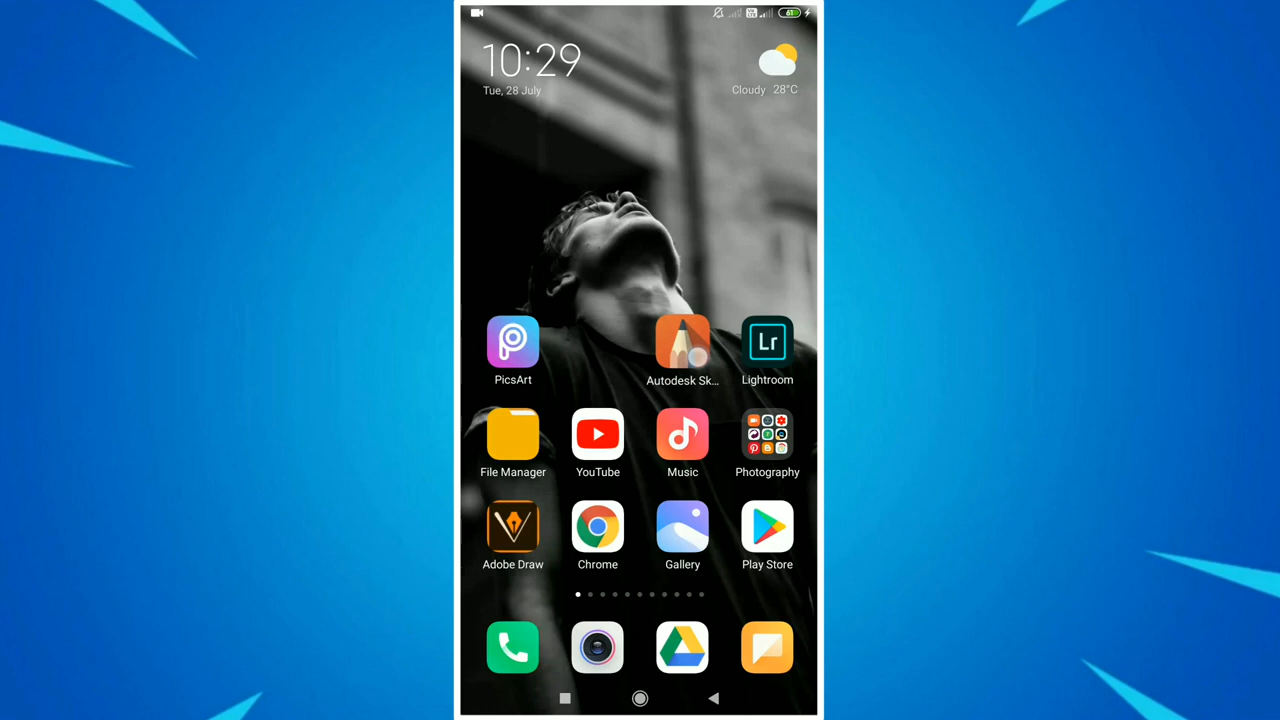 61
10:29
Tue, 28 July
Cloudy 28°C
Lr
PicsArt
Autodesk Sk...
Lightroom
File Manager
YouTube
Music
Photography
Adobe Draw
Chrome
Gallery
Play Store